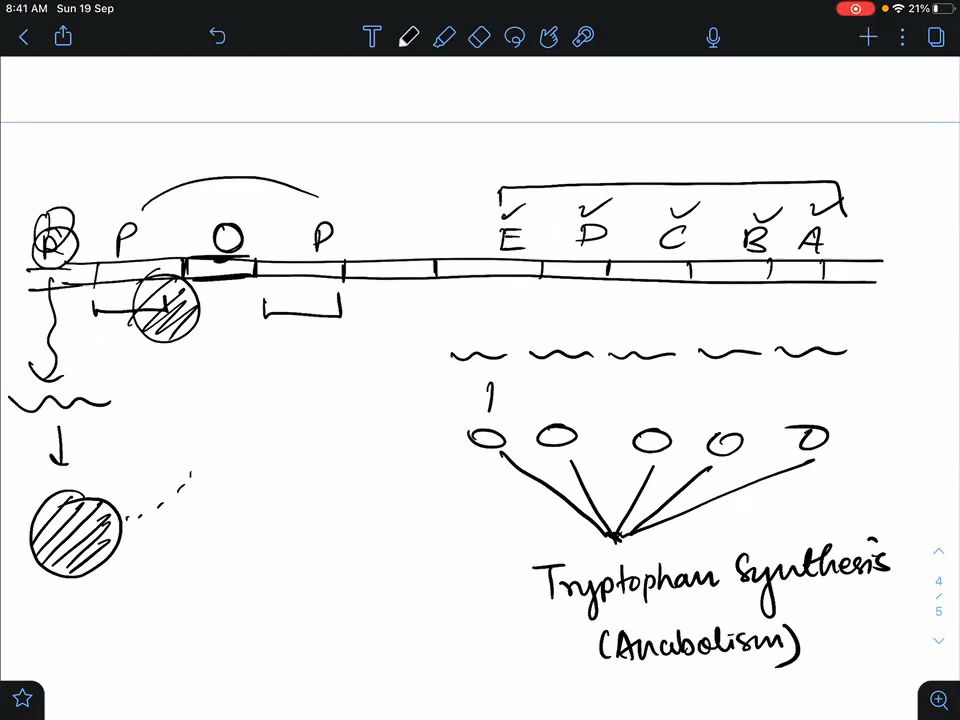 8:41 AM Sun 19 Sep
21%
T
R P O P E D C B A
Tryptophan Synthesis
(Anabolism)
4
/
5